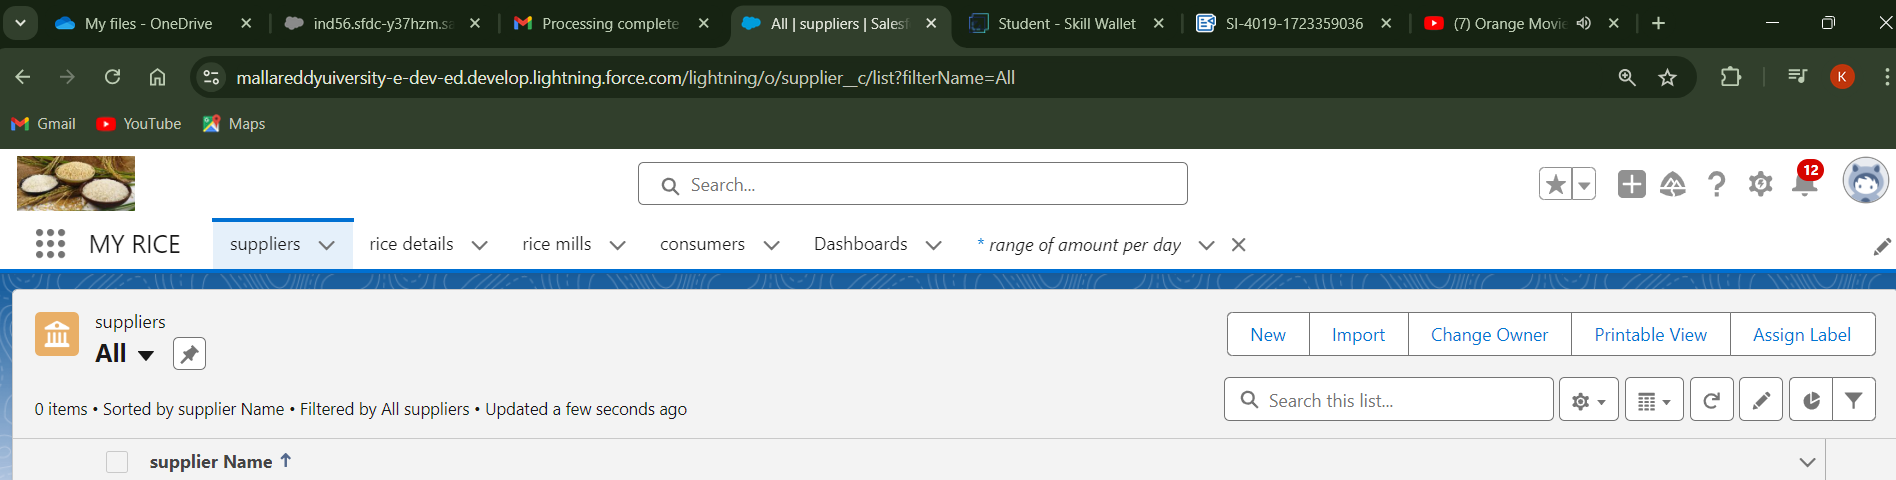 My files - OneDrive
ind56.sfdc-y37hzm.sa
Processing complete
All | suppliers | Salesf
Student - Skill Wallet
SI-4019-1723359036
(7) Orange Movie
mallareddyuiversity-e-dev-ed.develop.lightning.force.com/lightning/o/supplier__c/list?filterName=All
K
Gmail
YouTube
Maps
Search...
12
MY RICE
suppliers
rice details
rice mills
consumers
Dashboards
* range of amount per day
suppliers
All
New
Import
Change Owner
Printable View
Assign Label
0 items • Sorted by supplier Name • Filtered by All suppliers • Updated a few seconds ago
Search this list...
supplier Name ↑